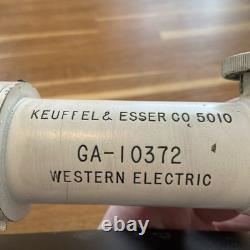 KEUFFEL & ESSER CO 5010
GA-10372
WESTERN ELECTRIC